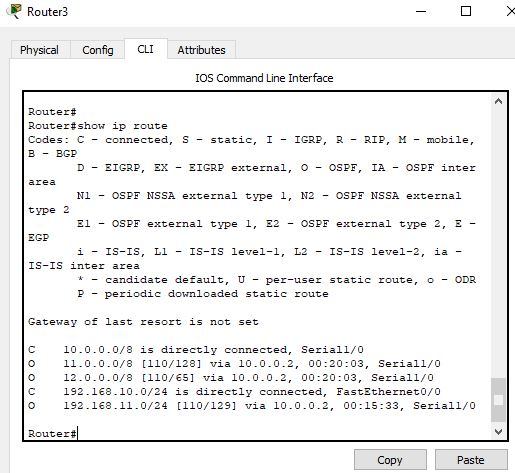 Router3
Physical Config CLI Attributes
IOS Command Line Interface
Router#
Router#show ip route
Codes: C - connected, S - static, I - IGRP, R - RIP, M - mobile,
B - BGP
D - EIGRP, EX - EIGRP external, O - OSPF, IA - OSPF inter
area
N1 - OSPF NSSA external type 1, N2 - OSPF NSSA external
type 2
E1 - OSPF external type 1, E2 - OSPF external type 2, E -
EGP
i - IS-IS, L1 - IS-IS level-1, L2 - IS-IS level-2, ia -
IS-IS inter area
* - candidate default, U - per-user static route, o - ODR
P - periodic downloaded static route
Gateway of last resort is not set
C 10.0.0.0/8 is directly connected, Serial1/0
O 11.0.0.0/8 [110/128] via 10.0.0.2, 00:20:03, Serial1/0
O 12.0.0.0/8 [110/65] via 10.0.0.2, 00:20:03, Serial1/0
C 192.168.10.0/24 is directly connected, FastEthernet0/0
O 192.168.11.0/24 [110/129] via 10.0.0.2, 00:15:33, Serial1/0
Router#
Copy Paste